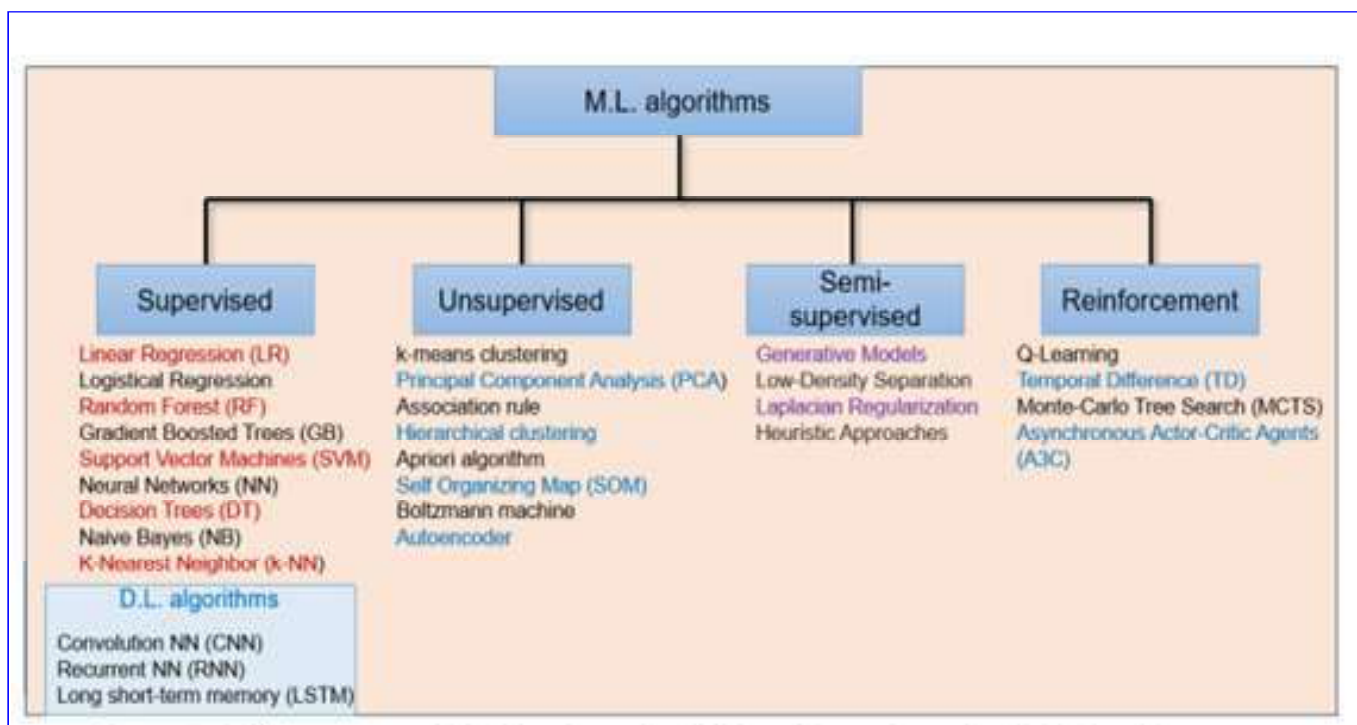 M.L. algorithms
Supervised
Linear Regression (LR)
Logistical Regression
Random Forest (RF)
Gradient Boosted Trees (GB)
Support Vector Machines (SVM)
Neural Networks (NN)
Decision Trees (DT)
Naive Bayes (NB)
K-Nearest Neighbor (k-NN)
D.L. algorithms
Convolution NN (CNN)
Recurrent NN (RNN)
Long short-term memory (LSTM)
Unsupervised
k-means clustering
Principal Component Analysis (PCA)
Association rule
Hierarchical clustering
Apriori algorithm
Self Organizing Map (SOM)
Boltzmann machine
Autoencoder
Semi-
supervised
Generative Models
Low-Density Separation
Laplacian Regularization
Heuristic Approaches
Reinforcement
Q-Learning
Temporal Difference (TD)
Monte-Carlo Tree Search (MCTS)
Asynchronous Actor-Critic Agents
(A3C)